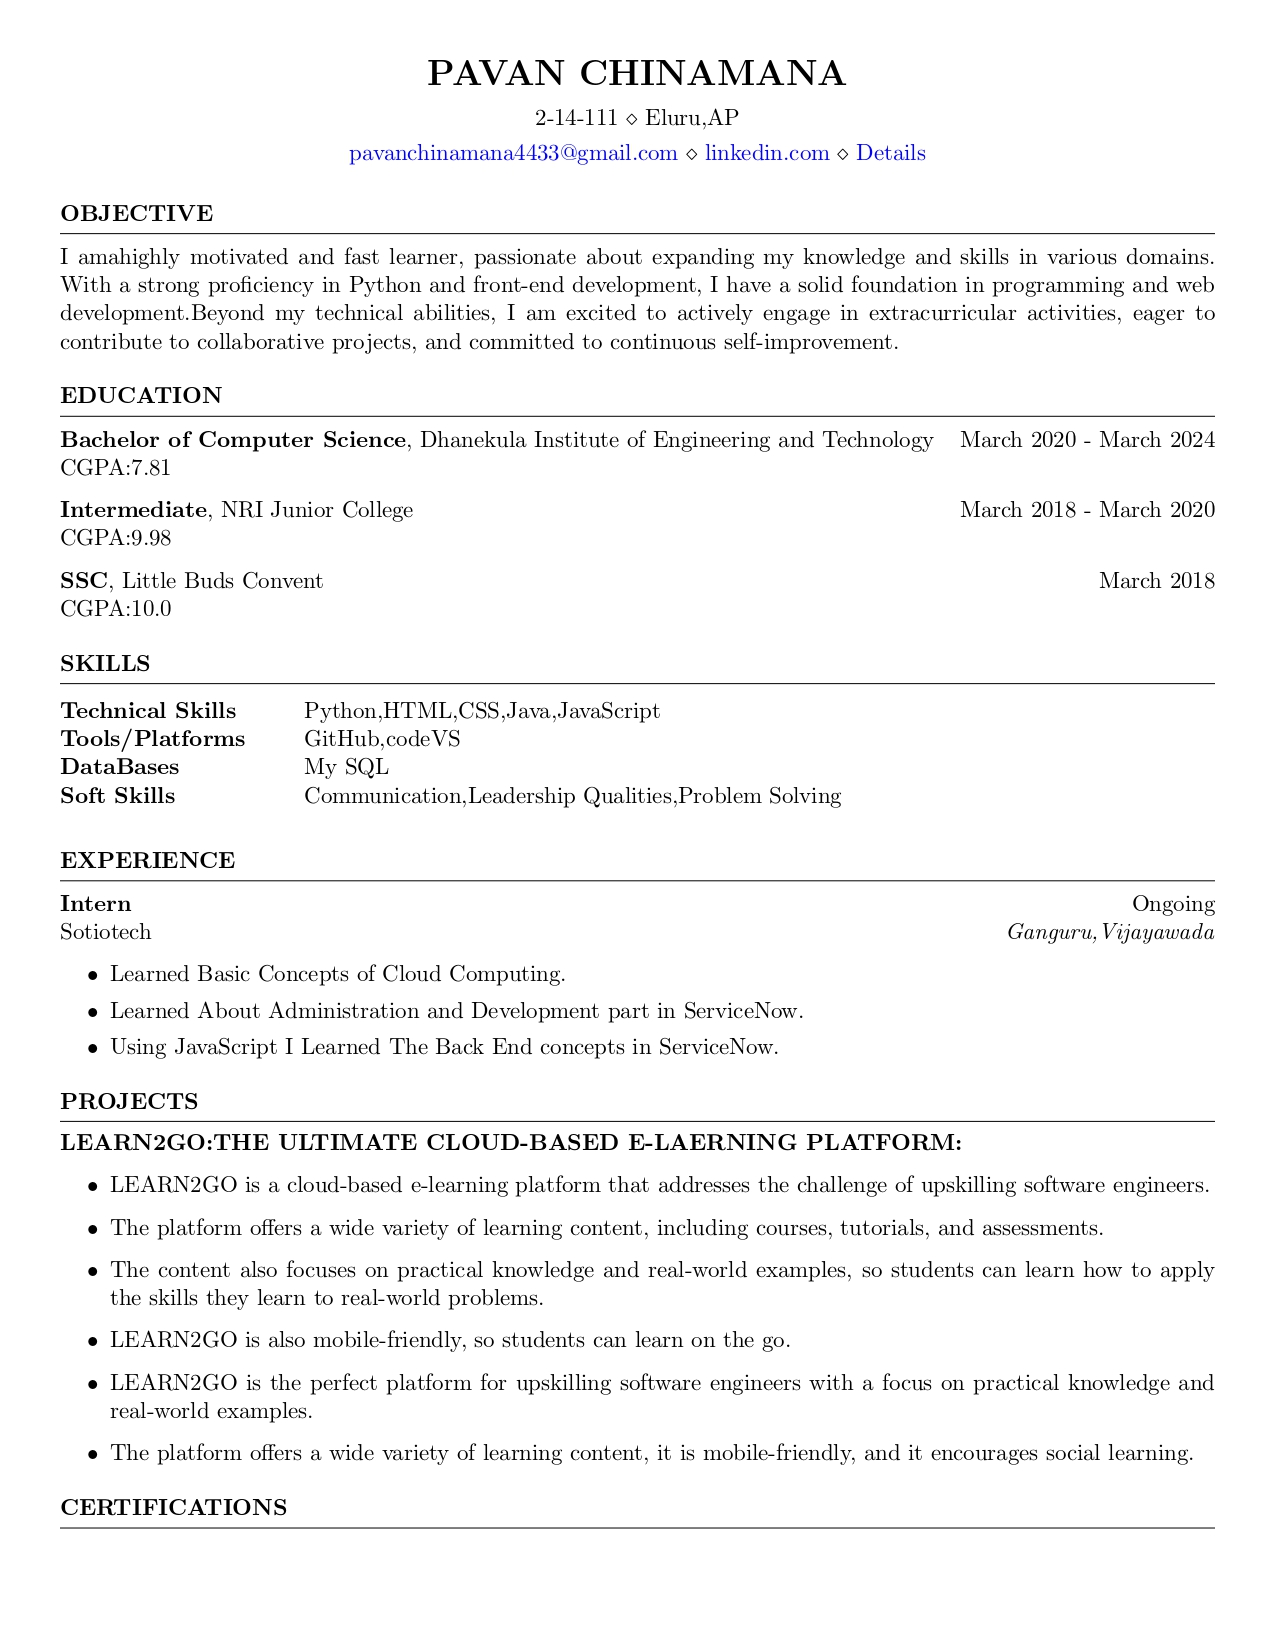 PAVAN CHINAMANA
2-14-111 ⋄ Eluru,AP
pavanchinamana4433@gmail.com ⋄ linkedin.com ⋄ Details
OBJECTIVE
I amahighly motivated and fast learner, passionate about expanding my knowledge and skills in various domains.
With a strong proficiency in Python and front-end development, I have a solid foundation in programming and web
development.Beyond my technical abilities, I am excited to actively engage in extracurricular activities, eager to
contribute to collaborative projects, and committed to continuous self-improvement.
EDUCATION
Bachelor of Computer Science, Dhanekula Institute of Engineering and Technology March 2020 - March 2024
CGPA:7.81
Intermediate, NRI Junior College March 2018 - March 2020
CGPA:9.98
SSC, Little Buds Convent March 2018
CGPA:10.0
SKILLS
Technical Skills Python,HTML,CSS,Java,JavaScript
Tools/Platforms GitHub,codeVS
DataBases My SQL
Soft Skills Communication,Leadership Qualities,Problem Solving
EXPERIENCE
Intern Ongoing
Sotiotech Ganguru,Vijayawada
• Learned Basic Concepts of Cloud Computing.
• Learned About Administration and Development part in ServiceNow.
• Using JavaScript I Learned The Back End concepts in ServiceNow.
PROJECTS
LEARN2GO:THE ULTIMATE CLOUD-BASED E-LAERNING PLATFORM:
• LEARN2GO is a cloud-based e-learning platform that addresses the challenge of upskilling software engineers.
• The platform offers a wide variety of learning content, including courses, tutorials, and assessments.
• The content also focuses on practical knowledge and real-world examples, so students can learn how to apply
the skills they learn to real-world problems.
• LEARN2GO is also mobile-friendly, so students can learn on the go.
• LEARN2GO is the perfect platform for upskilling software engineers with a focus on practical knowledge and
real-world examples.
• The platform offers a wide variety of learning content, it is mobile-friendly, and it encourages social learning.
CERTIFICATIONS